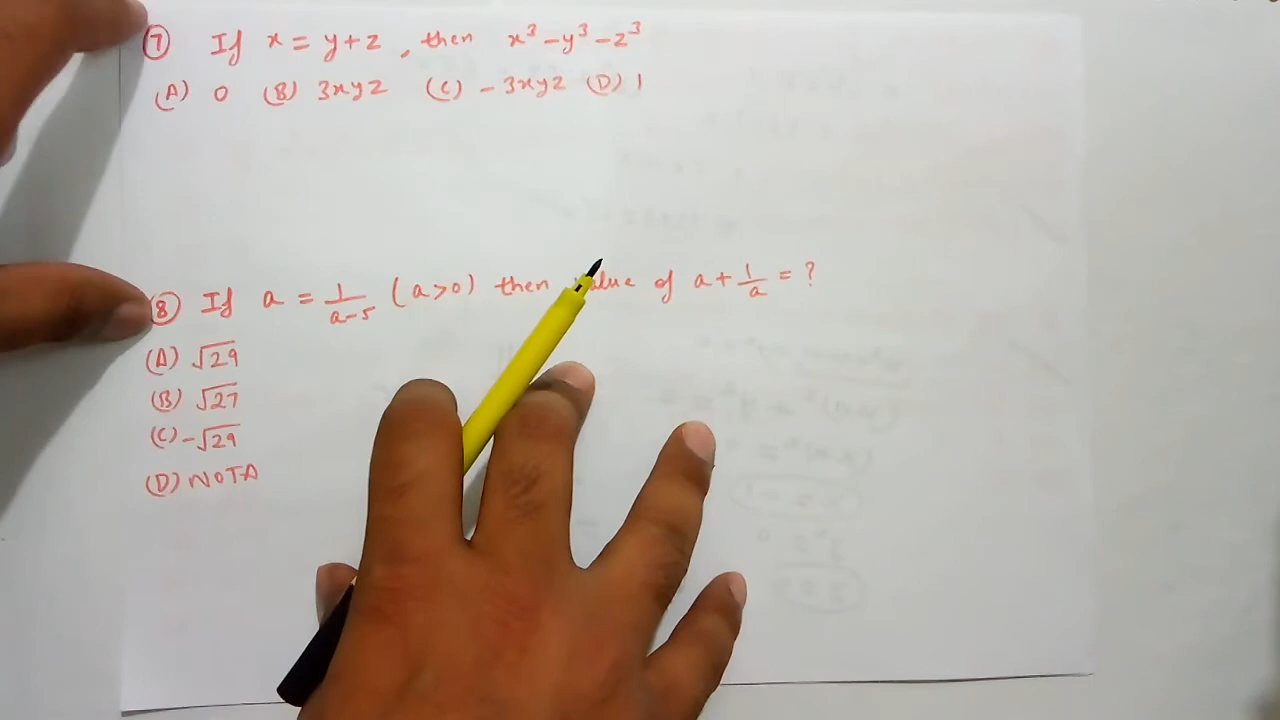 ⑦ If x = y+z, then x³ - y³ - z³
(A) 0 (B) 3xyz (C) - 3xyz (D) 1
⑧ If a = 1/(a-5) (a>0) then value of a + 1/a = ?
(A) √29
(B) √27
(C) -√29
(D) NOTA